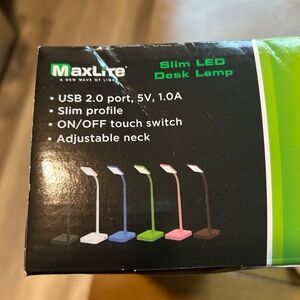 MaxLite®
A NEW WAVE OF LIGHT
Slim LED
Desk Lamp
• USB 2.0 port, 5V, 1.0A
• Slim profile
• ON/OFF touch switch
• Adjustable neck